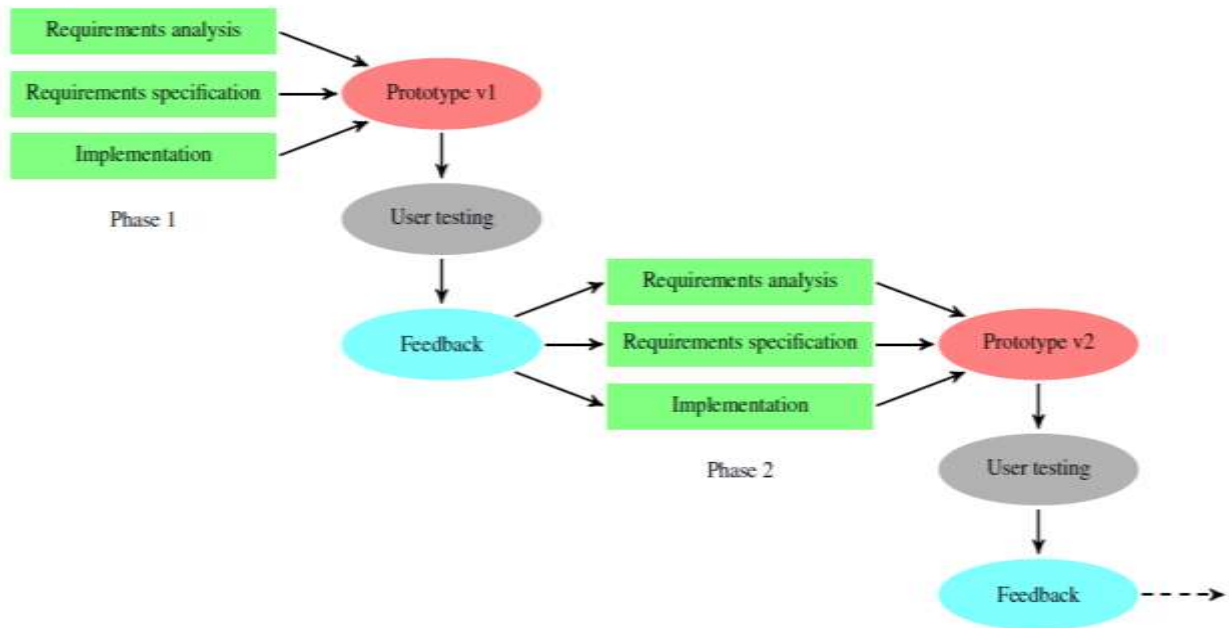 Requirements analysis
Requirements specification
Implementation
Phase 1
Prototype v1
User testing
Feedback
Requirements analysis
Requirements specification
Implementation
Phase 2
Prototype v2
User testing
Feedback